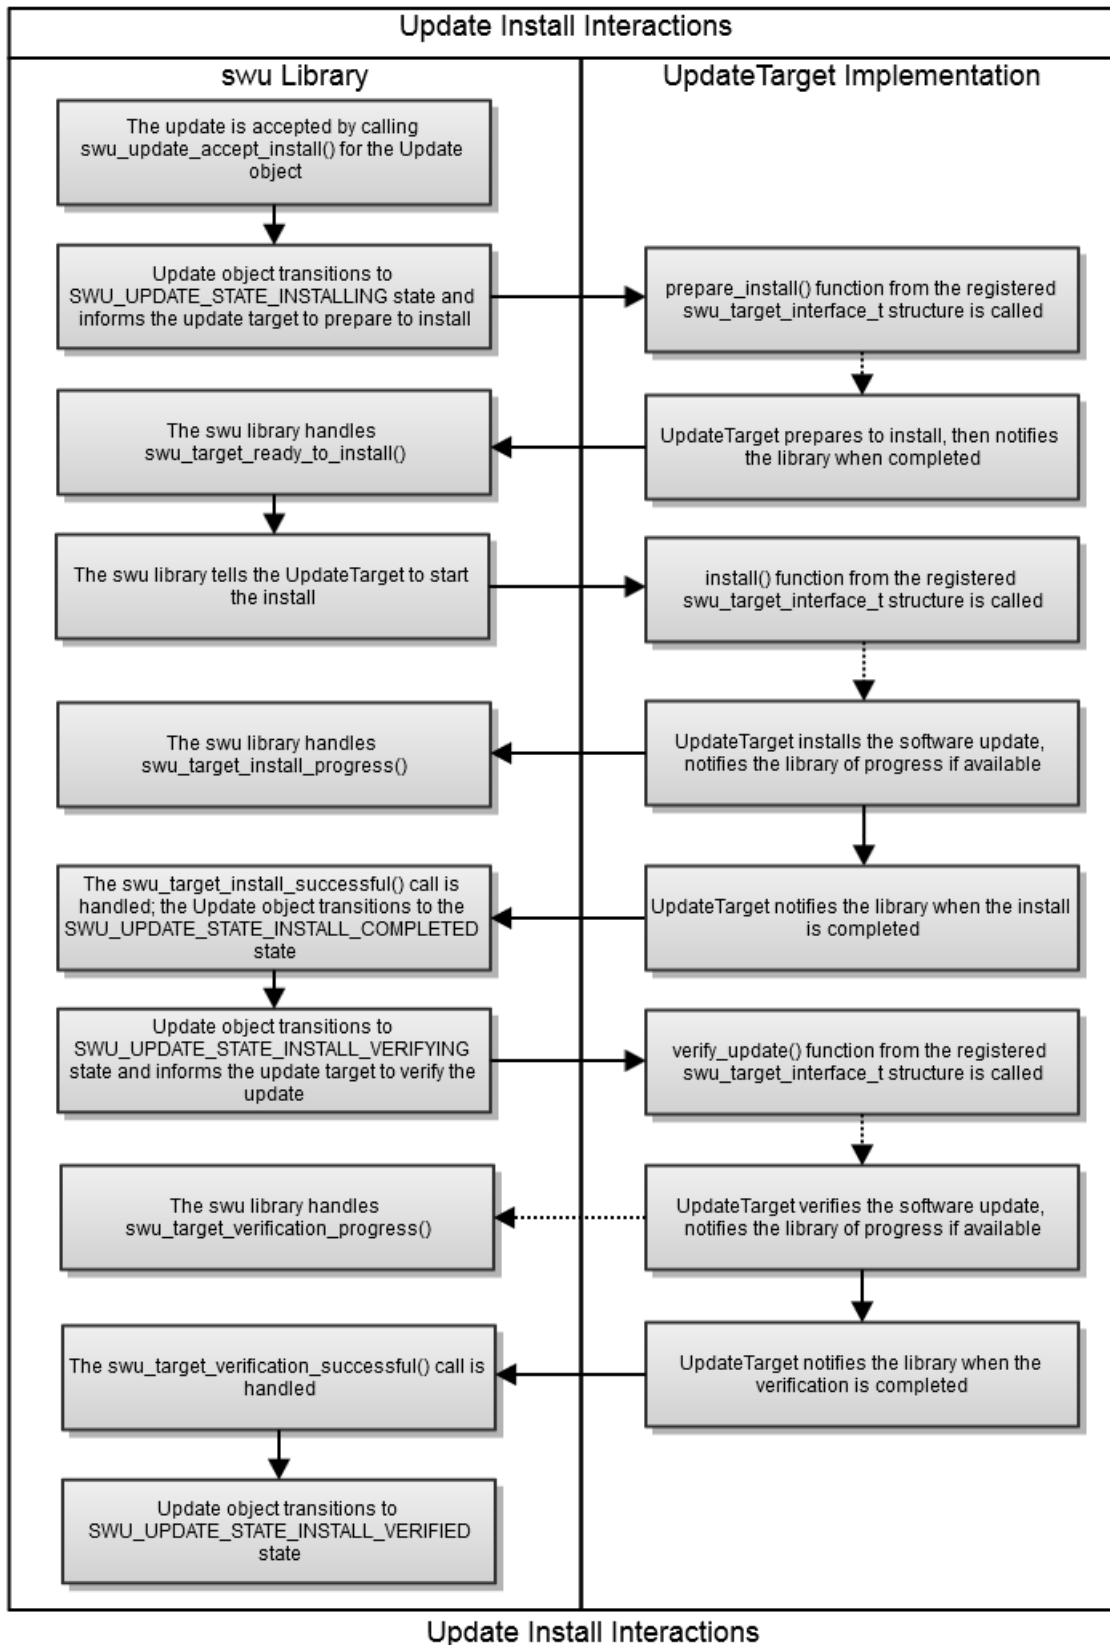 Update Install Interactions
swu Library
UpdateTarget Implementation
The update is accepted by calling
swu_update_accept_install() for the Update
object
Update object transitions to
SWU_UPDATE_STATE_INSTALLING state and
informs the update target to prepare to install
prepare_install() function from the registered
swu_target_interface_t structure is called
The swu library handles
swu_target_ready_to_install()
UpdateTarget prepares to install, then notifies
the library when completed
The swu library tells the UpdateTarget to start
the install
install() function from the registered
swu_target_interface_t structure is called
The swu library handles
swu_target_install_progress()
UpdateTarget installs the software update,
notifies the library of progress if available
The swu_target_install_successful() call is
handled; the Update object transitions to the
SWU_UPDATE_STATE_INSTALL_COMPLETED
state
UpdateTarget notifies the library when the install
is completed
Update object transitions to
SWU_UPDATE_STATE_INSTALL_VERIFYING
state and informs the update target to verify the
update
verify_update() function from the registered
swu_target_interface_t structure is called
The swu library handles
swu_target_verification_progress()
UpdateTarget verifies the software update,
notifies the library of progress if available
The swu_target_verification_successful() call is
handled
UpdateTarget notifies the library when the
verification is completed
Update object transitions to
SWU_UPDATE_STATE_INSTALL_VERIFIED
state
Update Install Interactions